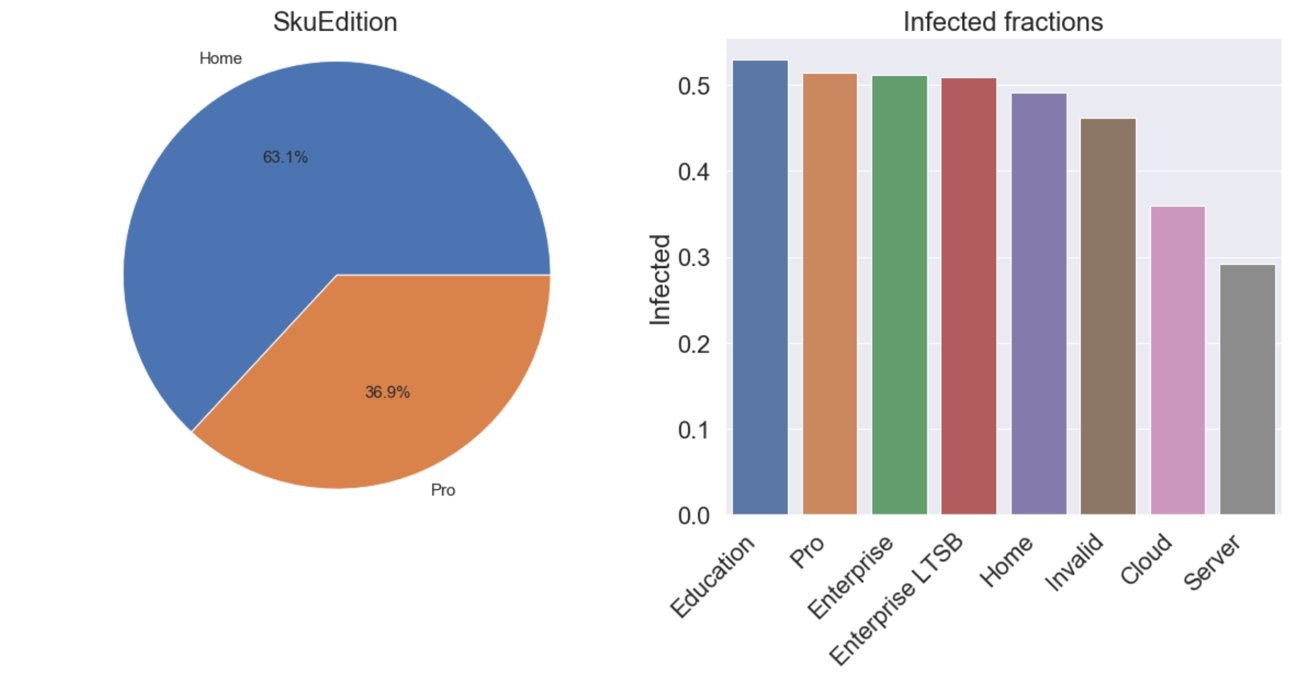 SkuEdition
Home
63.1%
36.9%
Pro
Infected fractions
Infected
0.5
0.4
0.3
0.2
0.1
0.0
Education
Pro
Enterprise
Enterprise LTSB
Home
Invalid
Cloud
Server